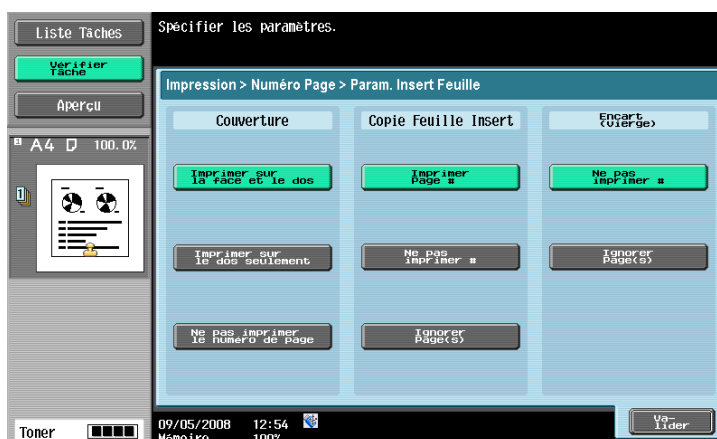 Liste Tâches
Spécifier les paramètres.
Vérifier
Tâche
Aperçu
Impression > Numéro Page > Param. Insert Feuille
Couverture
Copie Feuille Insert
Encart
(Vierge)
A4 100.0%
1
Imprimer sur
la face et le dos
Imprimer
Page #
Ne pas
imprimer #
Imprimer sur
le dos seulement
Ne pas
imprimer #
Ignorer
Page(s)
Ne pas imprimer
le numéro de page
Ignorer
Page(s)
Toner
09/05/2008 12:54
Mémoire 100%
Va-
lider